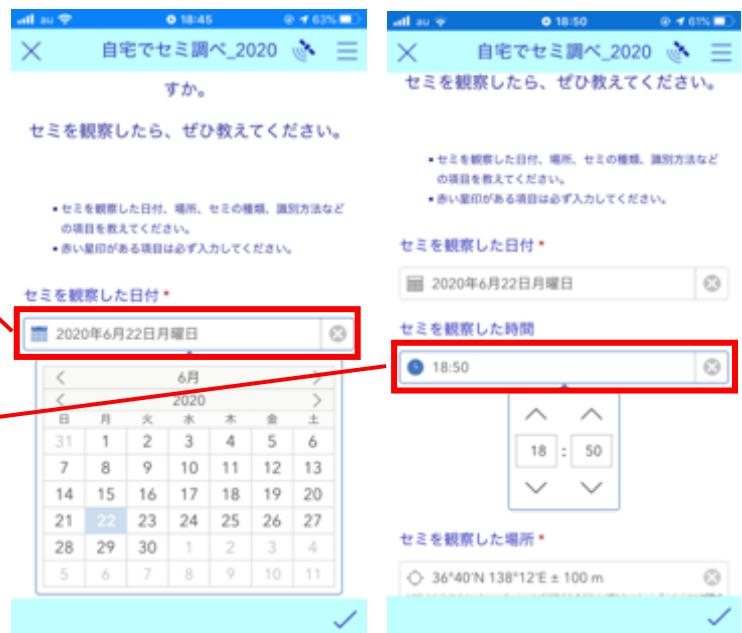 au 18:45 63%
自宅でセミ調べ_2020
すか。
セミを観察したら、ぜひ教えてください。
セミを観察した日付、場所、セミの種類、識別方法など
の項目を教えてください。
赤い星印がある項目は必ず入力してください。
セミを観察した日付 *
2020年6月22日月曜日
< 6月 >
< 2020 >
日 月 火 水 木 金 土
31 1 2 3 4 5 6
7 8 9 10 11 12 13
14 15 16 17 18 19 20
21 22 23 24 25 26 27
28 29 30 1 2 3 4
5 6 7 8 9 10 11
au 18:50 61%
自宅でセミ調べ_2020
セミを観察したら、ぜひ教えてください。
セミを観察した日付、場所、セミの種類、識別方法など
の項目を教えてください。
赤い星印がある項目は必ず入力してください。
セミを観察した日付 *
2020年6月22日月曜日
セミを観察した時間
18:50
18 : 50
セミを観察した場所 *
36°40'N 138°12'E ± 100 m